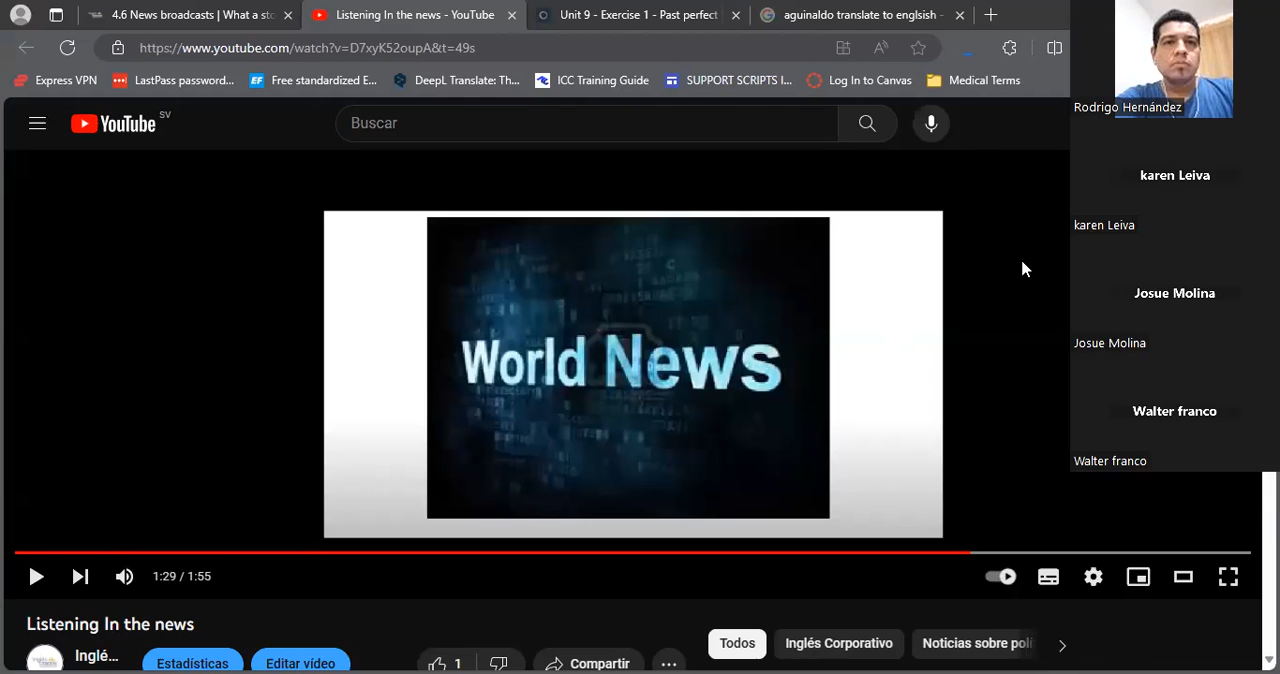 4.6 News broadcasts | What a sto
Listening In the news - YouTube
Unit 9 - Exercise 1 - Past perfect
aguinaldo translate to englsish -
https://www.youtube.com/watch?v=D7xyK52oupA&t=49s
Express VPN
LastPass password...
Free standardized E...
DeepL Translate: Th...
ICC Training Guide
SUPPORT SCRIPTS I...
Log In to Canvas
Medical Terms
YouTube SV
Buscar
World News
1:29 / 1:55
Listening In the news
Inglé...
Estadísticas
Editar vídeo
1
Compartir
Todos
Inglés Corporativo
Noticias sobre polí
Rodrigo Hernández
karen Leiva
karen Leiva
Josue Molina
Josue Molina
Walter franco
Walter franco